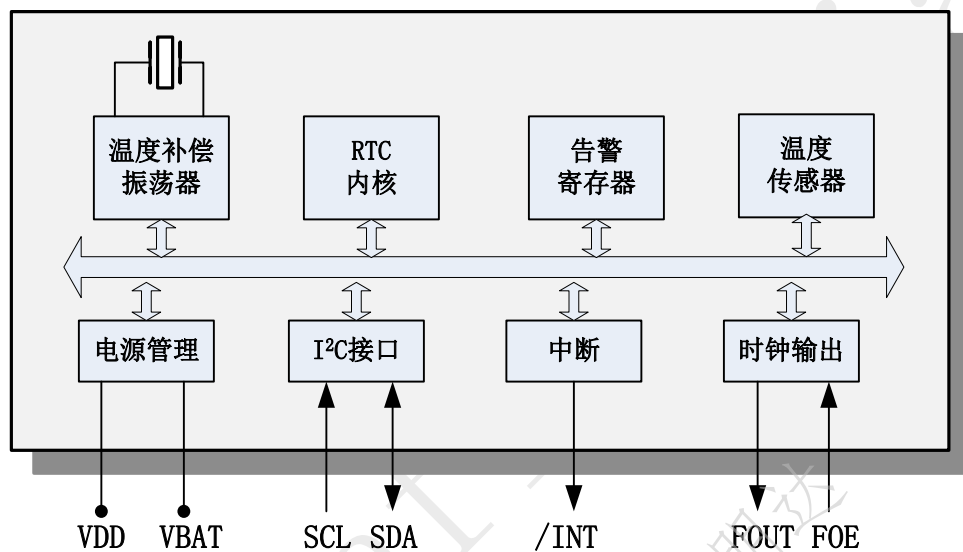 温度补偿
振荡器
RTC
内核
告警
寄存器
温度
传感器
电源管理
I²C接口
中断
时钟输出
VDD
VBAT
SCL
SDA
/INT
FOUT
FOE